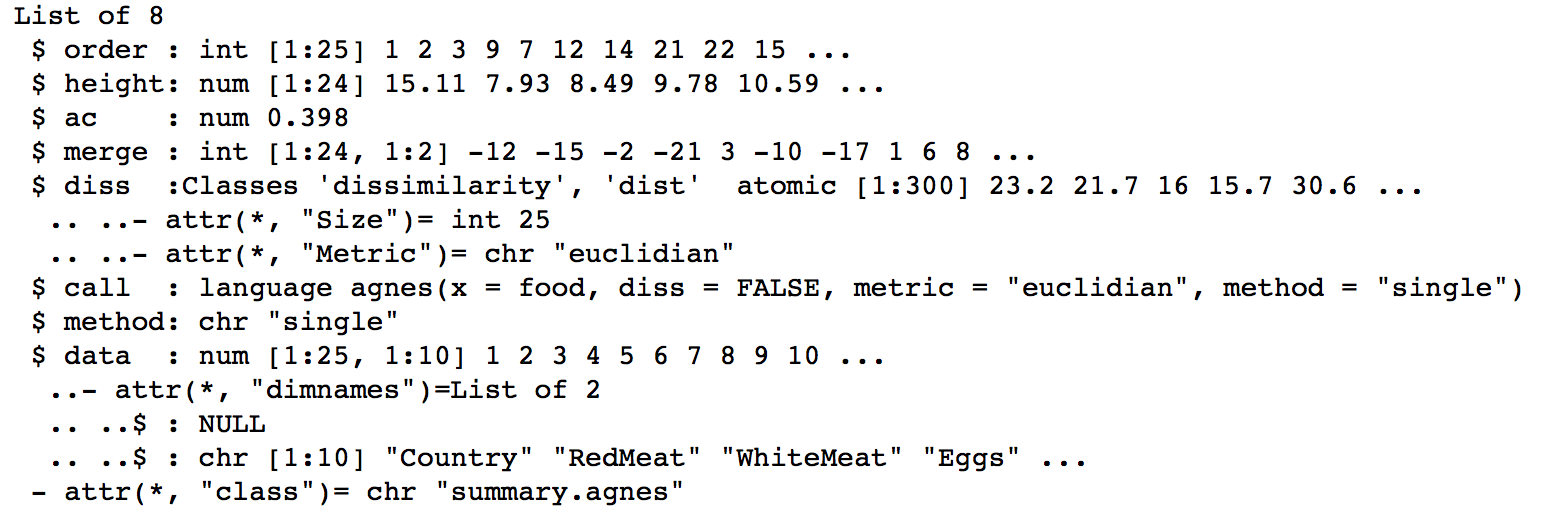 List of 8
 $ order : int [1:25] 1 2 3 9 7 12 14 21 22 15 ...
 $ height: num [1:24] 15.11 7.93 8.49 9.78 10.59 ...
 $ ac    : num 0.398
 $ merge : int [1:24, 1:2] -12 -15 -2 -21 3 -10 -17 1 6 8 ...
 $ diss  :Classes 'dissimilarity', 'dist'  atomic [1:300] 23.2 21.7 16 15.7 30.6 ...
  .. ..- attr(*, "Size")= int 25
  .. ..- attr(*, "Metric")= chr "euclidian"
 $ call  : language agnes(x = food, diss = FALSE, metric = "euclidian", method = "single")
 $ method: chr "single"
 $ data  : num [1:25, 1:10] 1 2 3 4 5 6 7 8 9 10 ...
  ..- attr(*, "dimnames")=List of 2
  .. ..$ : NULL
  .. ..$ : chr [1:10] "Country" "RedMeat" "WhiteMeat" "Eggs" ...
 - attr(*, "class")= chr "summary.agnes"